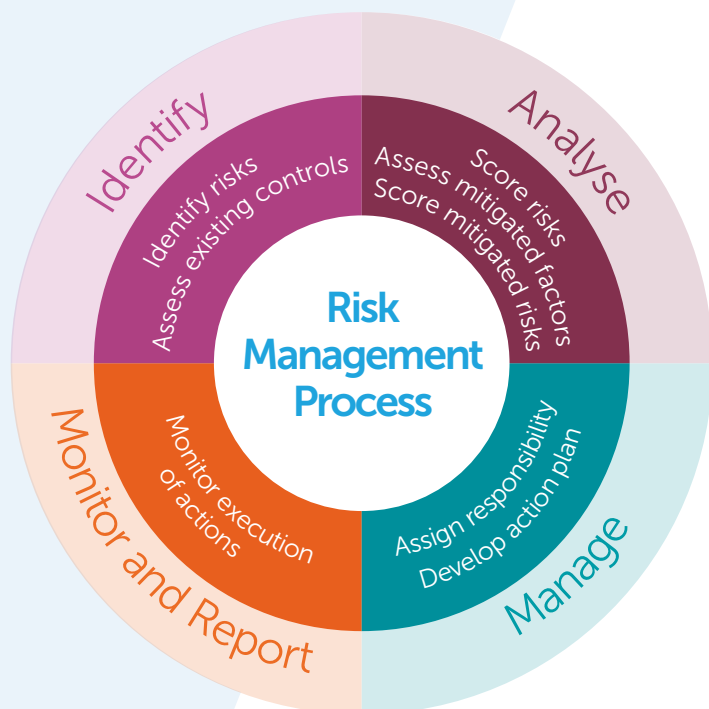 Identify
Identify risks
Assess existing controls
Analyse
Score risks
Assess mitigated factors
Score mitigated risks
Risk
Management
Process
Monitor and Report
Monitor execution
of actions
Manage
Assign responsibility
Develop action plan